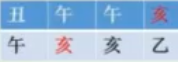 丑 午 午 亥
午 亥 亥 乙